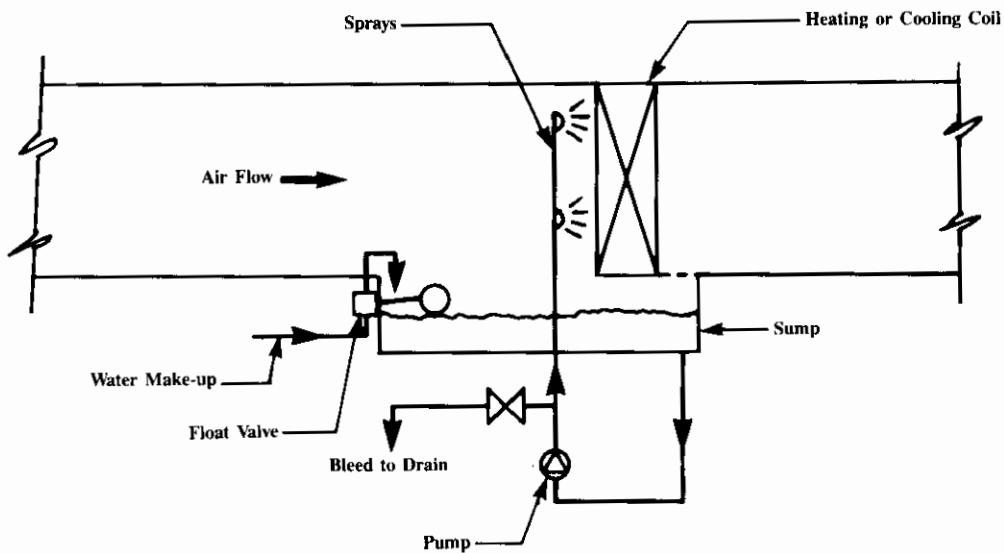 Sprays
Heating or Cooling Coil
Air Flow
Sump
Water Make-up
Float Valve
Bleed to Drain
Pump